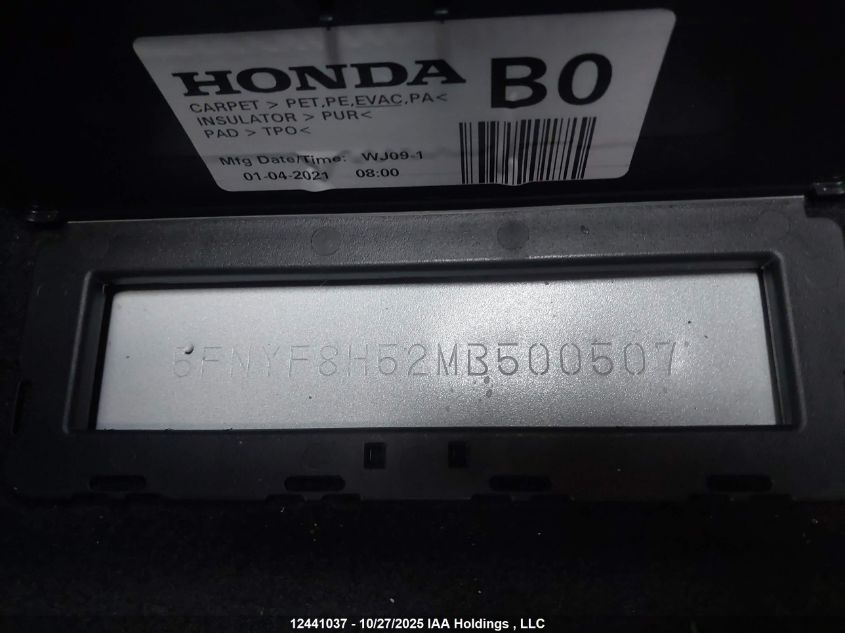 HONDA B0
CARPET > PET,PE,EVAC,PA<
INSULATOR > PUR<
PAD > TPO<
Mfg Date/Time: WJ09-1
01-04-2021 08:00
5FNYF8H52MB500507
12441037 - 10/27/2025 IAA Holdings , LLC